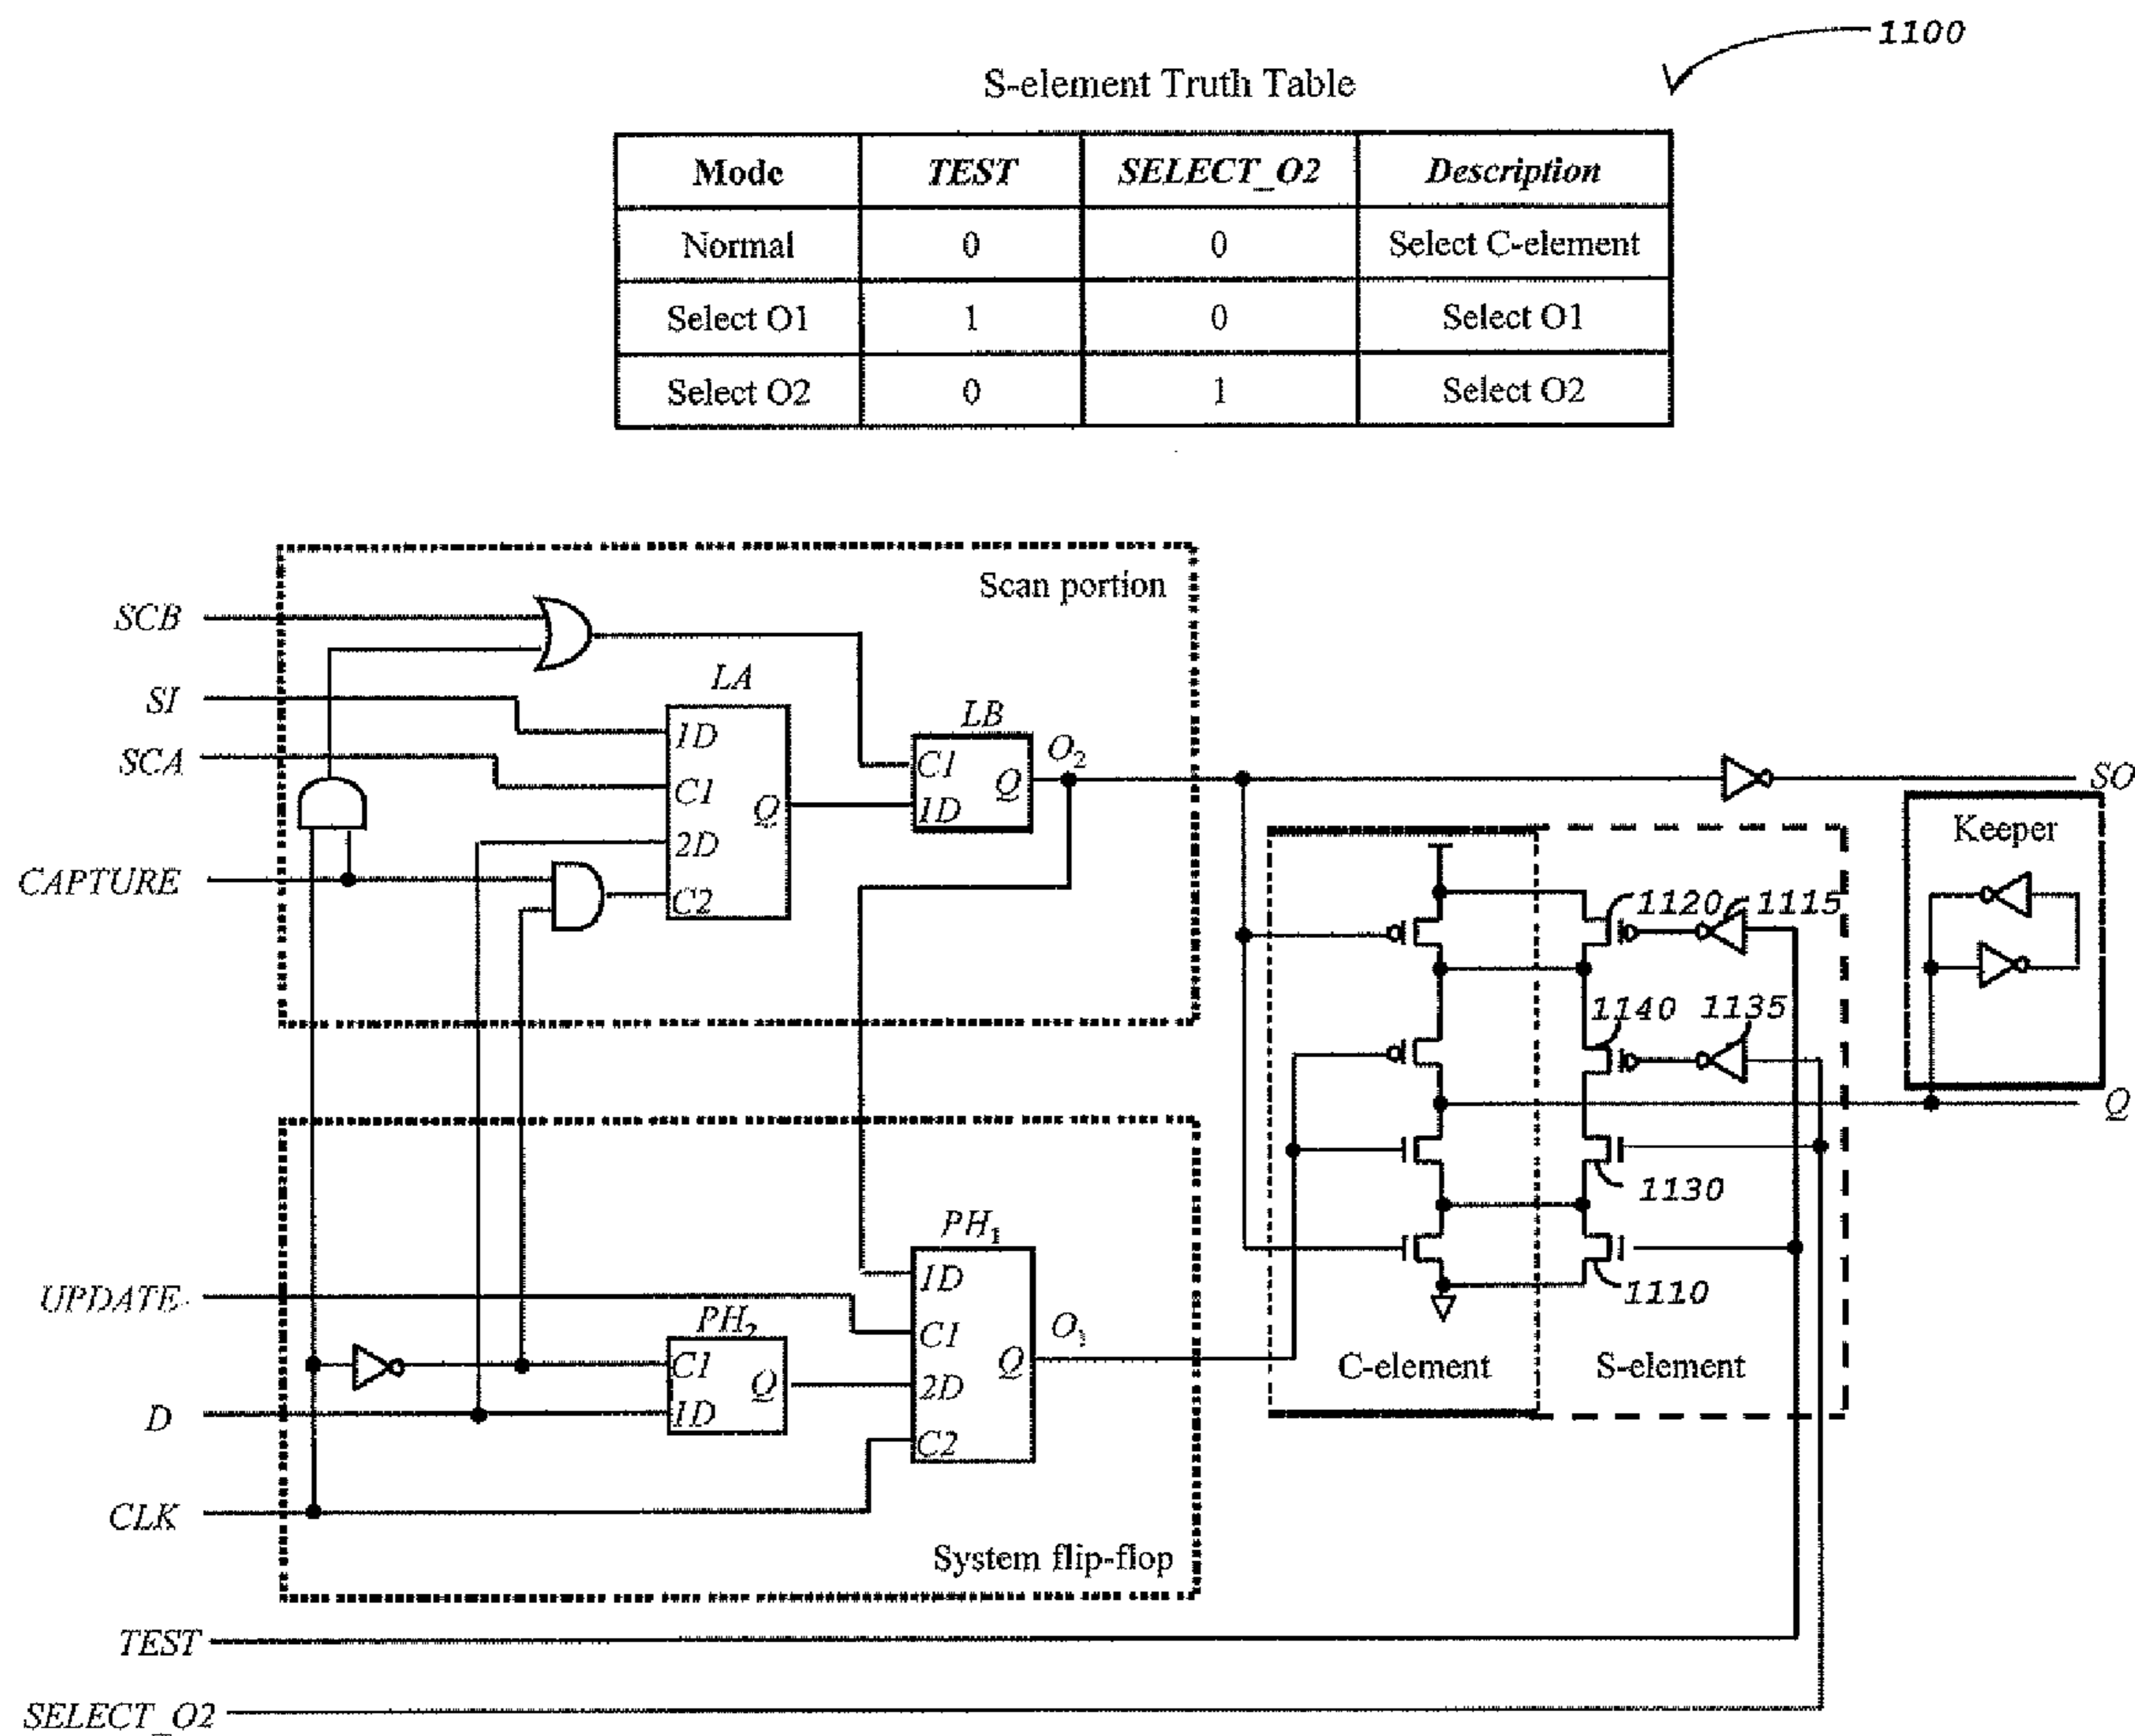 1100
S-element Truth Table
Mode TEST SELECT_O2 Description
Normal 0 0 Select C-element
Select O1 1 0 Select O1
Select O2 0 1 Select O2
Scan portion
SCB
LA
SI
1D
LB
SCA
C1
C1
O2
SO
Q
Q
1D
Keeper
2D
CAPTURE
C2
1120
1115
1140
1135
Q
1130
PH1
1D
UPDATE
PH2
C1
O1
1110
C1
Q
Q
2D
C-element
S-element
D
1D
C2
CLK
System flip-flop
TEST
SELECT_O2